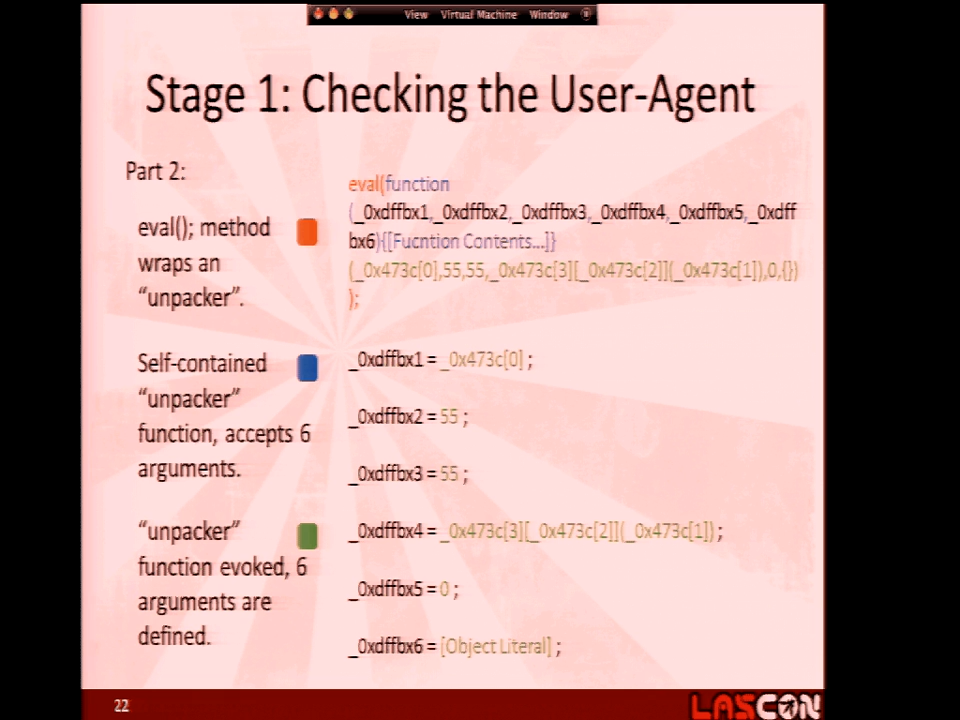 View Virtual Machine Window
Stage 1: Checking the User-Agent
Part 2:
eval(); method
wraps an
"unpacker".
Self-contained
"unpacker"
function, accepts 6
arguments.
"unpacker"
function evoked, 6
arguments are
defined.
eval(function
(_0xdffbx1,_0xdffbx2,_0xdffbx3,_0xdffbx4,_0xdffbx5,_0xdff
bx6){[Fucntion Contents...]}
(_0x473c[0],55,55,_0x473c[3][_0x473c[2]](_0x473c[1]),0,{})
);
_0xdffbx1 = _0x473c[0] ;
_0xdffbx2 = 55 ;
_0xdffbx3 = 55 ;
_0xdffbx4 = _0x473c[3][_0x473c[2]](_0x473c[1]) ;
_0xdffbx5 = 0 ;
_0xdffbx6 = [Object Literal] ;
22
LASCON